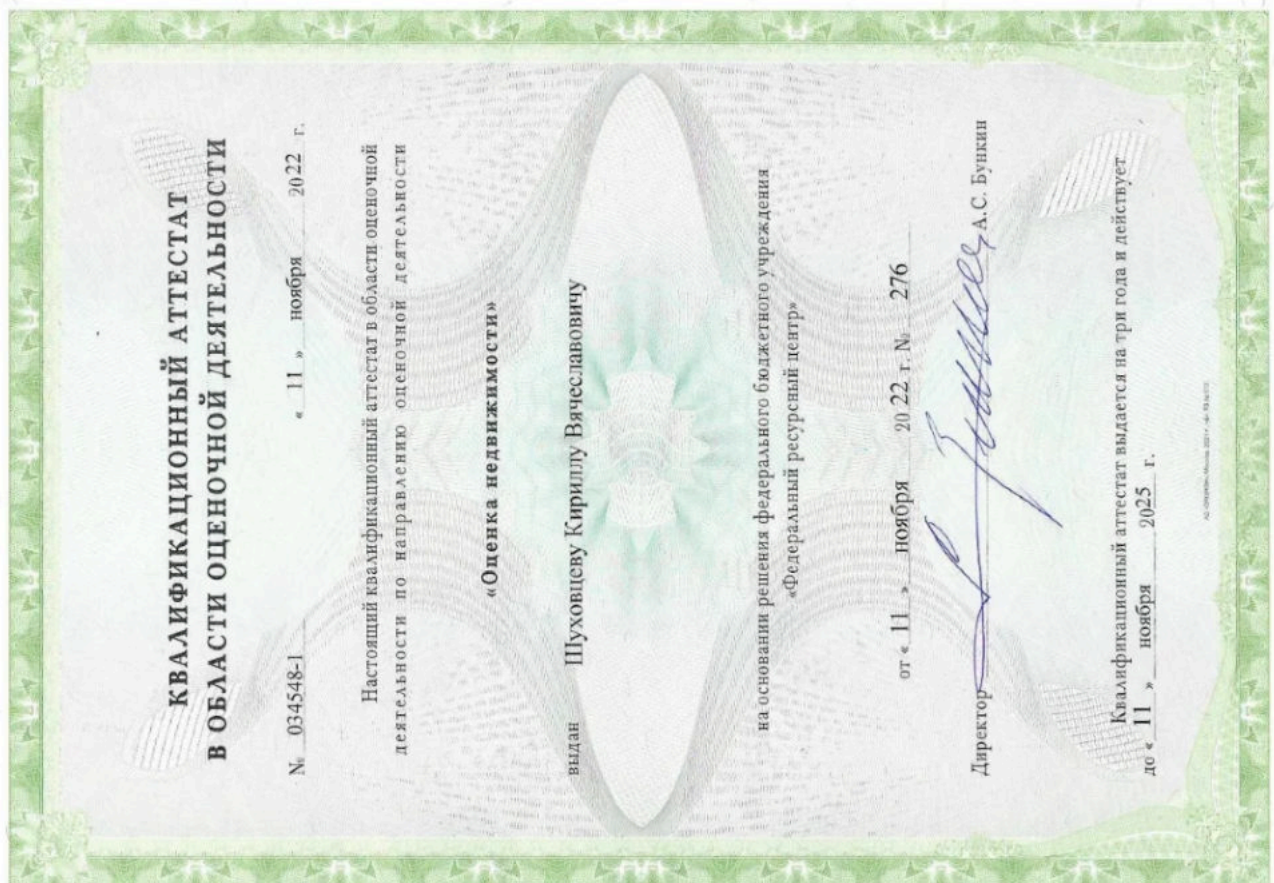 КВАЛИФИКАЦИОННЫЙ АТТЕСТАТ
В ОБЛАСТИ ОЦЕНОЧНОЙ ДЕЯТЕЛЬНОСТИ
№ 034548-1 « 11 » ноября 2022 г.
Настоящий квалификационный аттестат в области оценочной
деятельности по направлению оценочной деятельности
«Оценка недвижимости»
выдан Шуховцеву Кириллу Вячеславовичу
на основании решения федерального бюджетного учреждения
«Федеральный ресурсный центр»
от « 11 » ноября 20 22 г. № 276
Директор А.С. Бункин
Квалификационный аттестат выдается на три года и действует
до « 11 » ноября 2025 г.